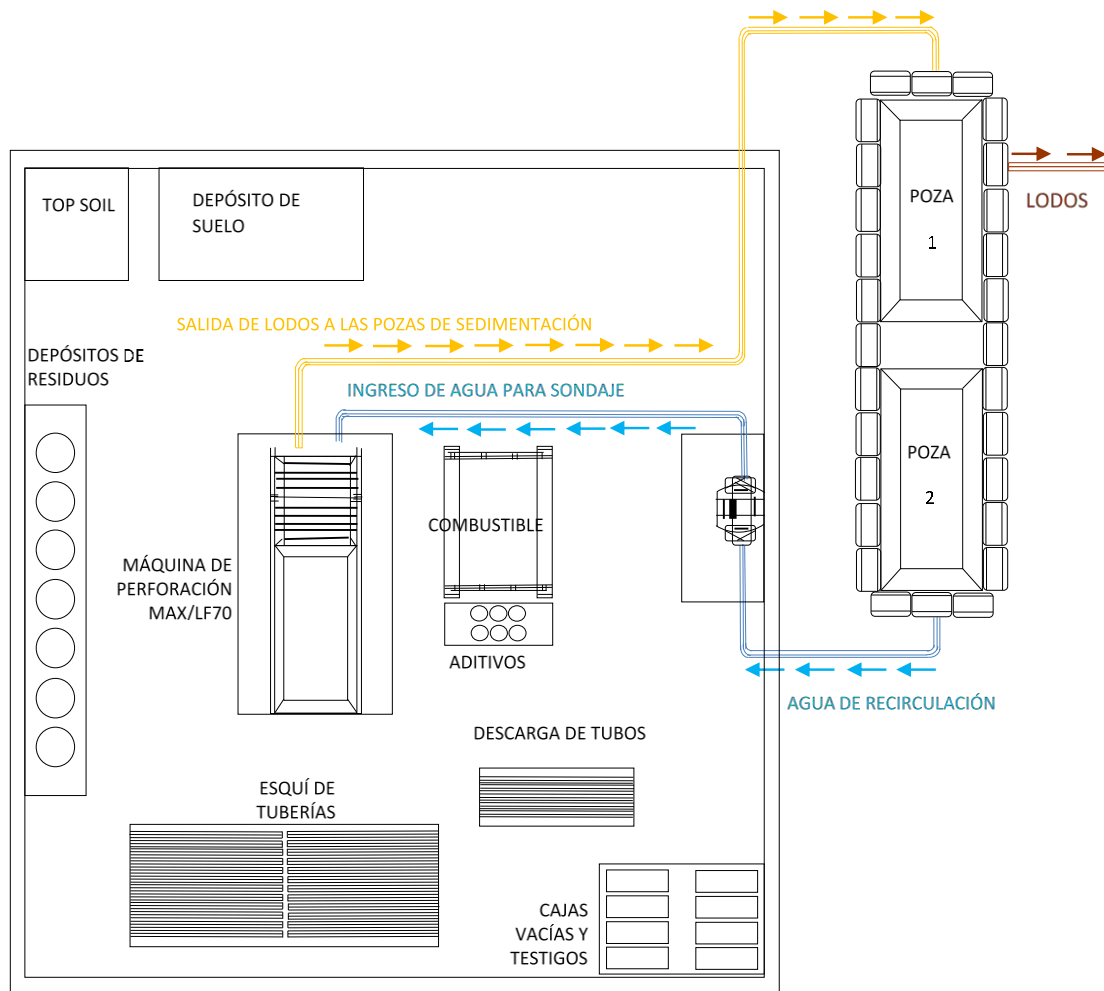 TOP SOIL
DEPÓSITO DE
SUELO
POZA
1
LODOS
SALIDA DE LODOS A LAS POZAS DE SEDIMENTACIÓN
DEPÓSITOS DE
RESIDUOS
INGRESO DE AGUA PARA SONDAJE
POZA
2
COMBUSTIBLE
MÁQUINA DE
PERFORACIÓN
MAX/LF70
ADITIVOS
AGUA DE RECIRCULACIÓN
DESCARGA DE TUBOS
ESQUÍ DE
TUBERÍAS
CAJAS
VACÍAS Y
TESTIGOS